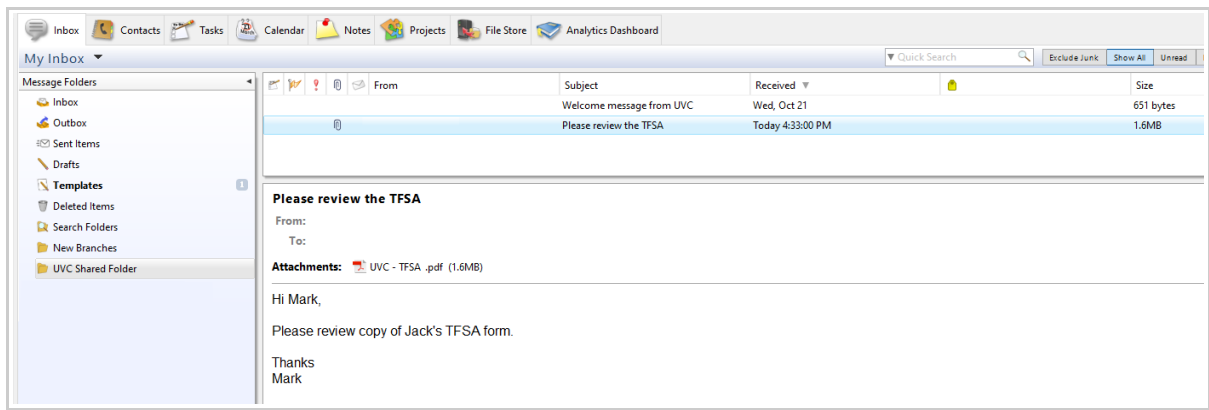 Inbox Contacts Tasks Calendar Notes Projects File Store Analytics Dashboard
My Inbox Quick Search Exclude Junk Show All Unread
Message Folders
Inbox
Outbox
Sent Items
Drafts
Templates 1
Deleted Items
Search Folders
New Branches
UVC Shared Folder
From Subject Received Size
Welcome message from UVC Wed, Oct 21 651 bytes
Please review the TFSA Today 4:33:00 PM 1.6MB
Please review the TFSA
From:
To:
Attachments: UVC - TFSA .pdf (1.6MB)
Hi Mark,
Please review copy of Jack's TFSA form.
Thanks
Mark